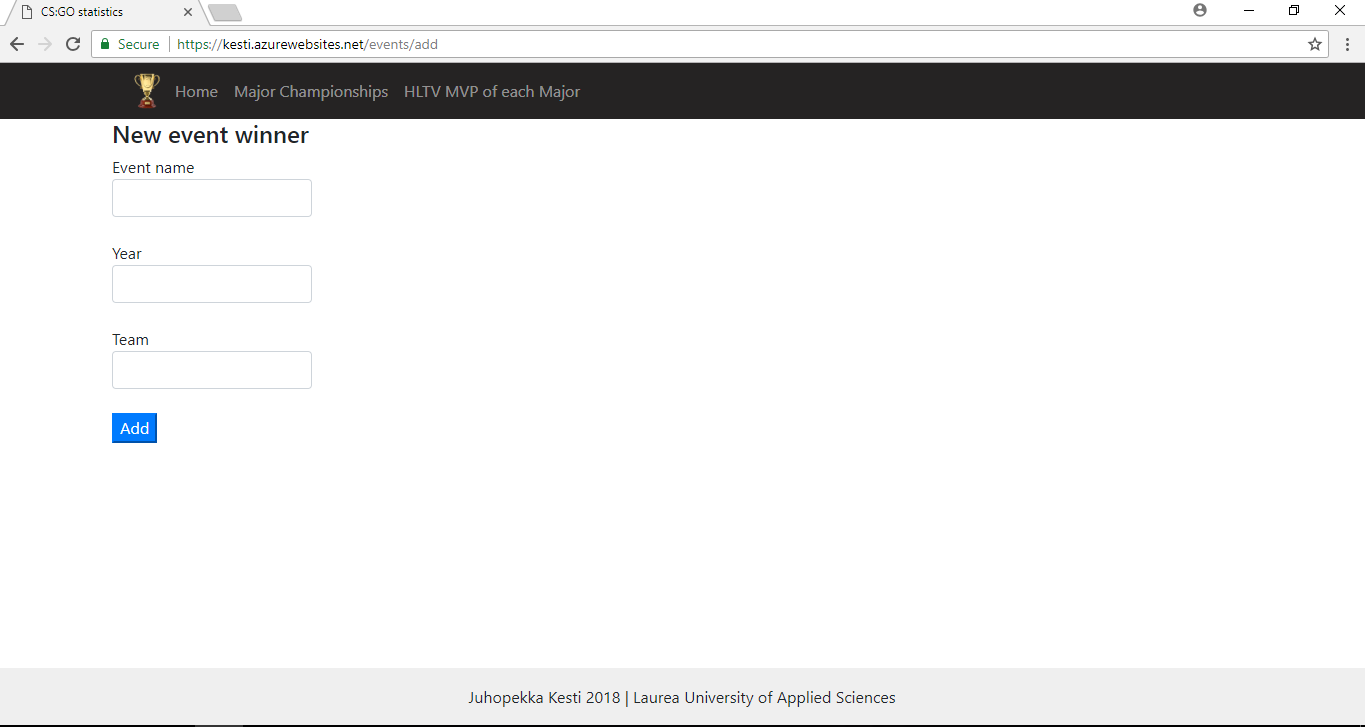 CS:GO statistics
Secure https://kesti.azurewebsites.net/events/add
Home Major Championships HLTV MVP of each Major
New event winner
Event name
Year
Team
Add
Juhopekka Kesti 2018 | Laurea University of Applied Sciences